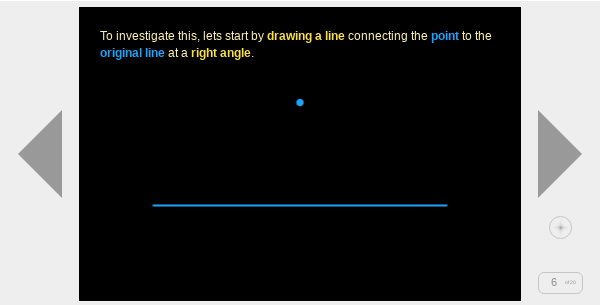 To investigate this, lets start by drawing a line connecting the point to the
original line at a right angle.
6